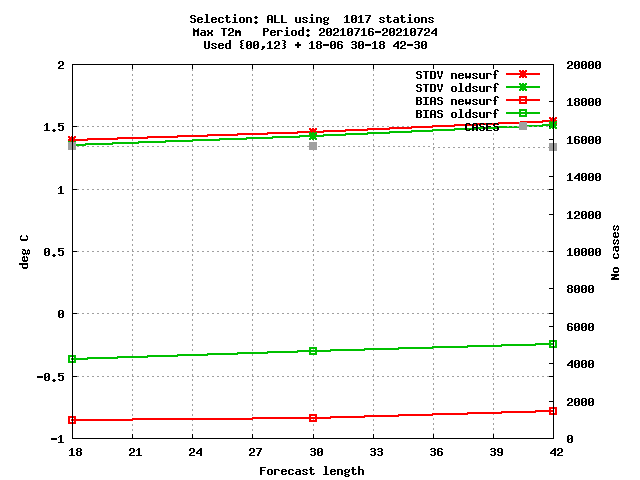 Selection: ALL using  1017 stations
Max T2m   Period: 20210716-20210724
Used {00,12} + 18-06 30-18 42-30
STDV newsurf
STDV oldsurf
BIAS newsurf
BIAS oldsurf
CASES
2
1.5
1
0.5
0
-0.5
-1
deg C
20000
18000
16000
14000
12000
10000
8000
6000
4000
2000
0
No cases
18 21 24 27 30 33 36 39 42
Forecast length